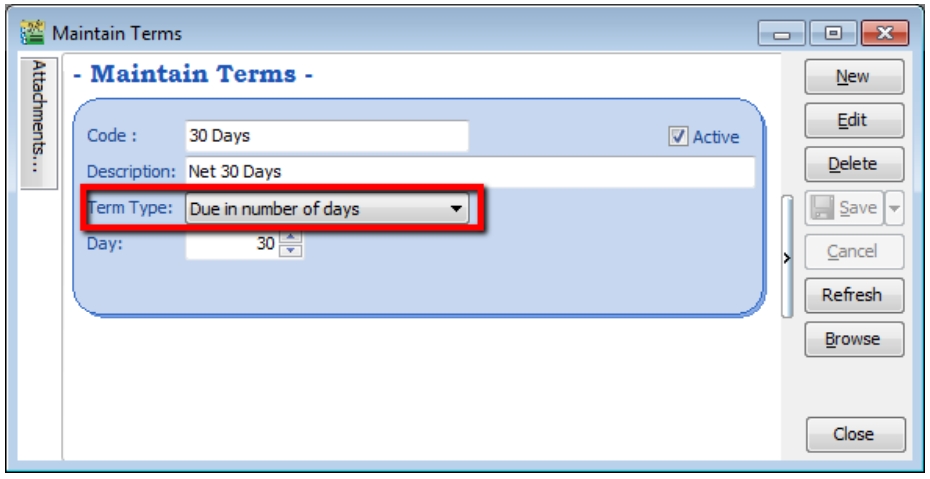 Maintain Terms
Attachments...
- Maintain Terms -
Code : 30 Days Active
Description: Net 30 Days
Term Type: Due in number of days
Day: 30
New
Edit
Delete
Save
Cancel
Refresh
Browse
Close